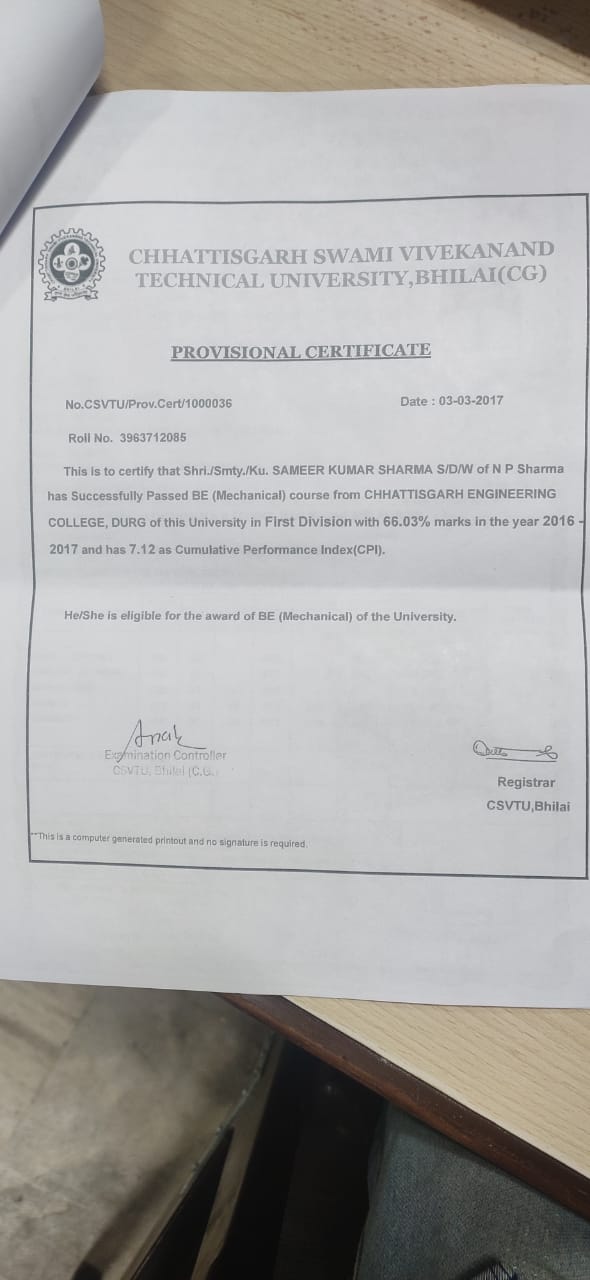 CHHATTISGARH SWAMI VIVEKANAND
TECHNICAL UNIVERSITY,BHILAI(CG)
PROVISIONAL CERTIFICATE
No.CSVTU/Prov.Cert/1000036
Date : 03-03-2017
Roll No. 3963712085
This is to certify that Shri./Smty./Ku. SAMEER KUMAR SHARMA S/D/W of N P Sharma
has Successfully Passed BE (Mechanical) course from CHHATTISGARH ENGINEERING
COLLEGE, DURG of this University in First Division with 66.03% marks in the year 2016 -
2017 and has 7.12 as Cumulative Performance Index(CPI).
He/She is eligible for the award of BE (Mechanical) of the University.
Examination Controller
CSVTU, Bhilai (C.G.)
Registrar
CSVTU,Bhilai
**This is a computer generated printout and no signature is required.